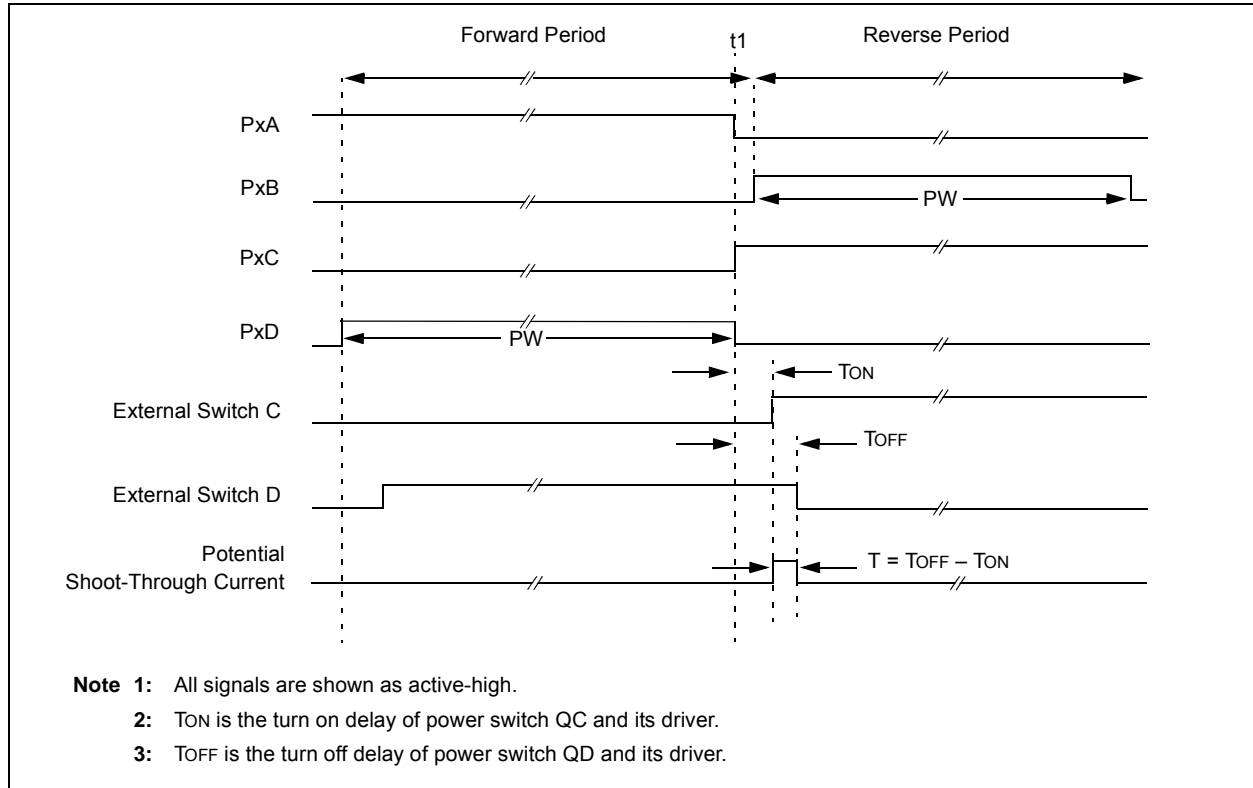 Forward Period
t1
Reverse Period
PxA
PxB
PW
PxC
PxD
PW
TON
External Switch C
TOFF
External Switch D
Potential
Shoot-Through Current
T = TOFF – TON
Note 1: All signals are shown as active-high.
2: TON is the turn on delay of power switch QC and its driver.
3: TOFF is the turn off delay of power switch QD and its driver.